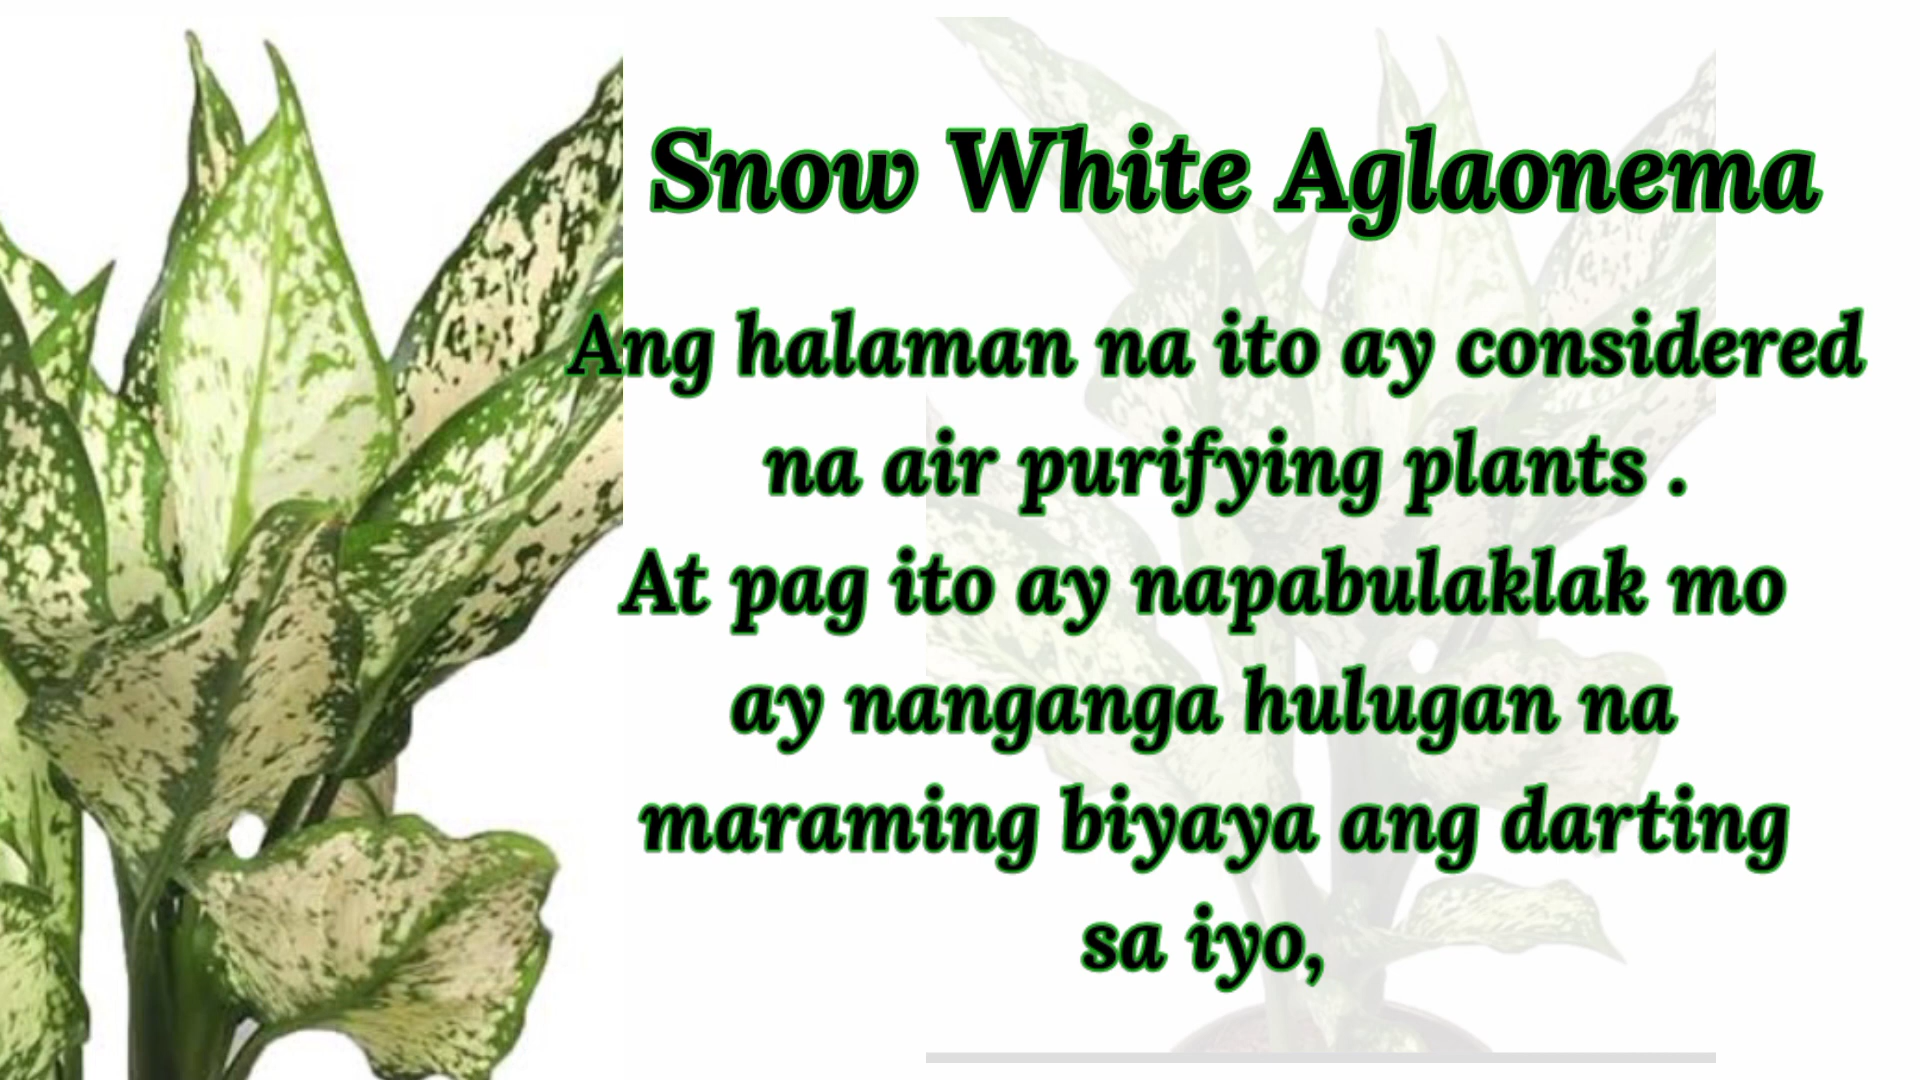 Snow White Aglaonema
Ang halaman na ito ay considered
na air purifying plants .
At pag ito ay napabulaklak mo
ay nanganga hulugan na
maraming biyaya ang darting
sa iyo,